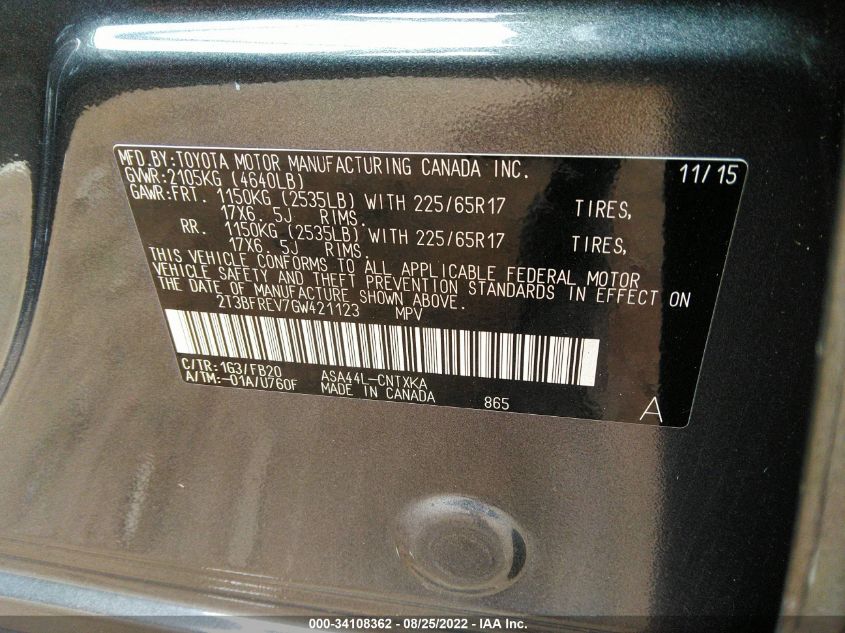 MFD.BY:TOYOTA MOTOR MANUFACTURING CANADA INC. 11/15
GVWR:2105KG (4640LB)
GAWR:FRT. 1150KG (2535LB) WITH 225/65R17 TIRES,
17X6. 5J RIMS.
RR. 1150KG (2535LB) WITH 225/65R17 TIRES,
17X6. 5J RIMS.
THIS VEHICLE CONFORMS TO ALL APPLICABLE FEDERAL MOTOR
VEHICLE SAFETY AND THEFT PREVENTION STANDARDS IN EFFECT ON
THE DATE OF MANUFACTURE SHOWN ABOVE.
2T3BFREV7GW421123 MPV
C/TR:1G3/FB20 ASA44L-CNTXKA
A/TM:-01A/U760F MADE IN CANADA 865 A
000-34108362 - 08/25/2022 - IAA Inc.